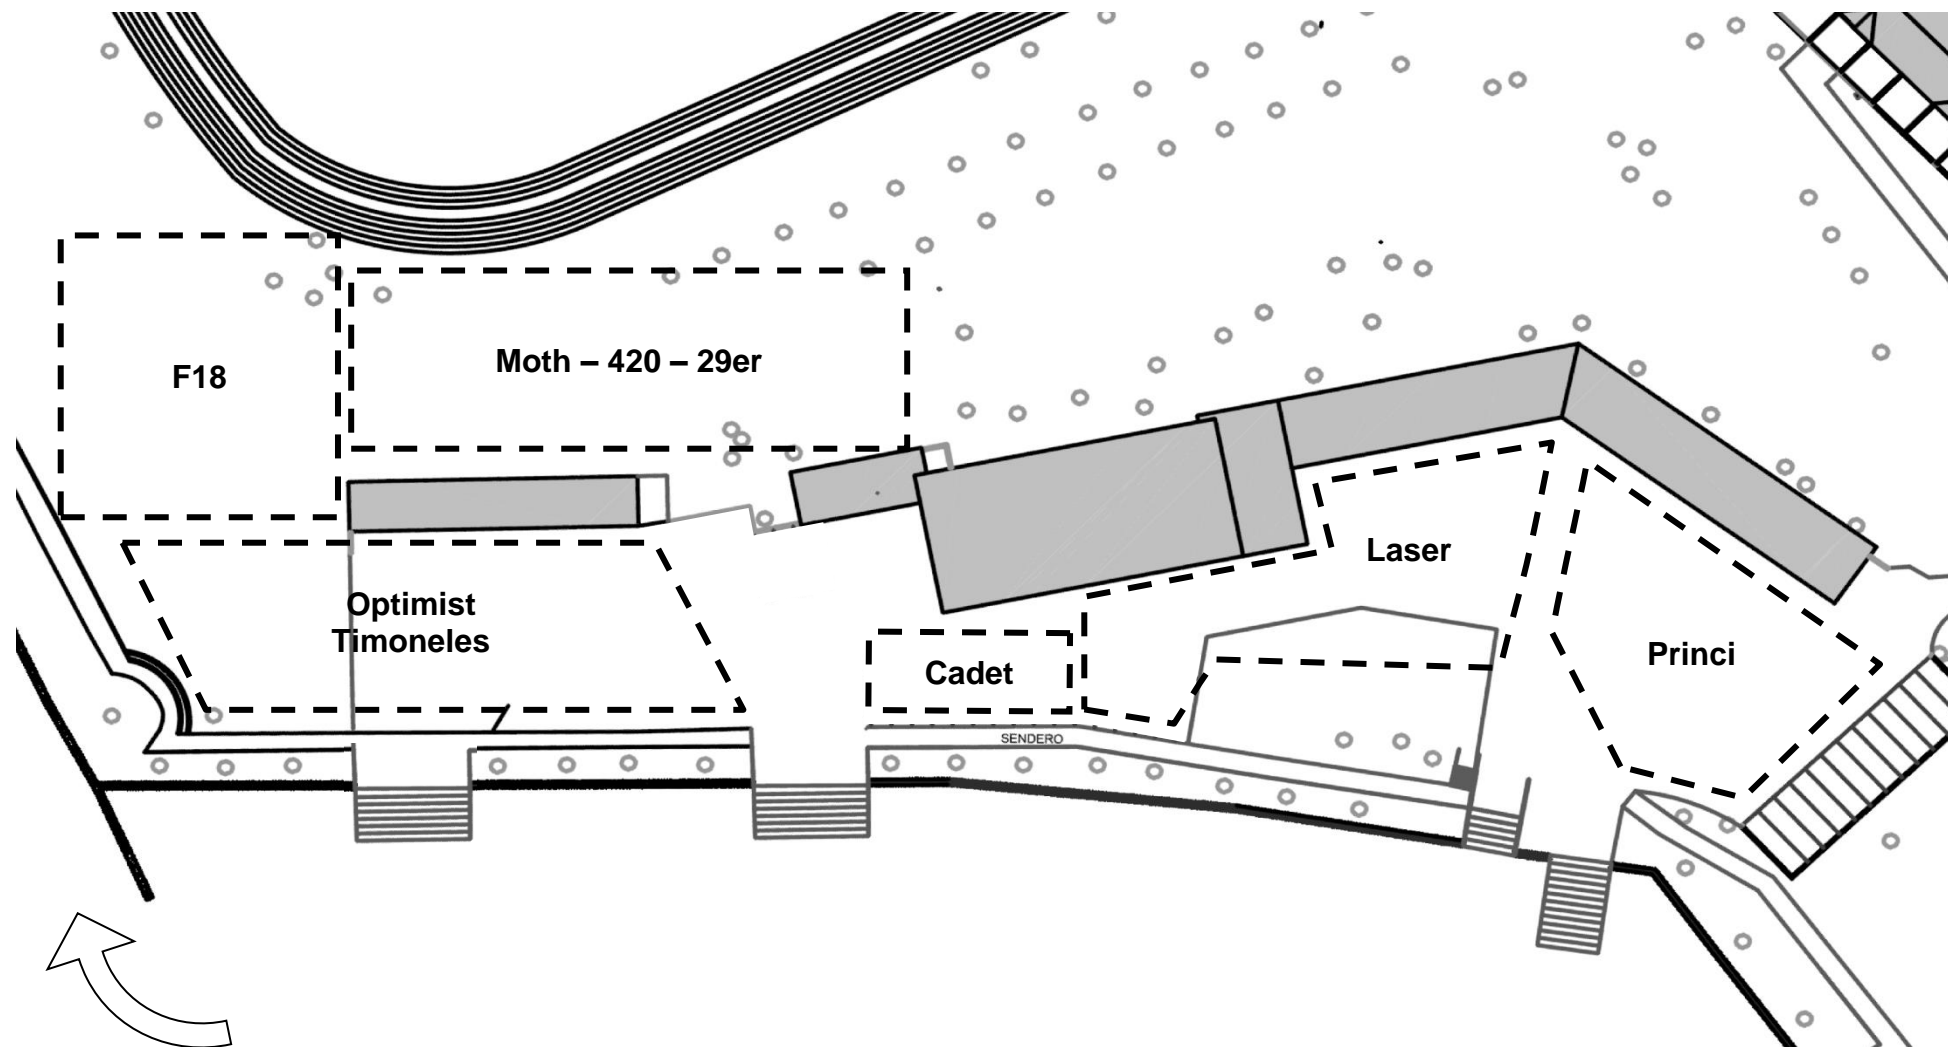 F18
Moth – 420 – 29er
Laser
Optimist
Timoneles
Princi
Cadet
SENDERO